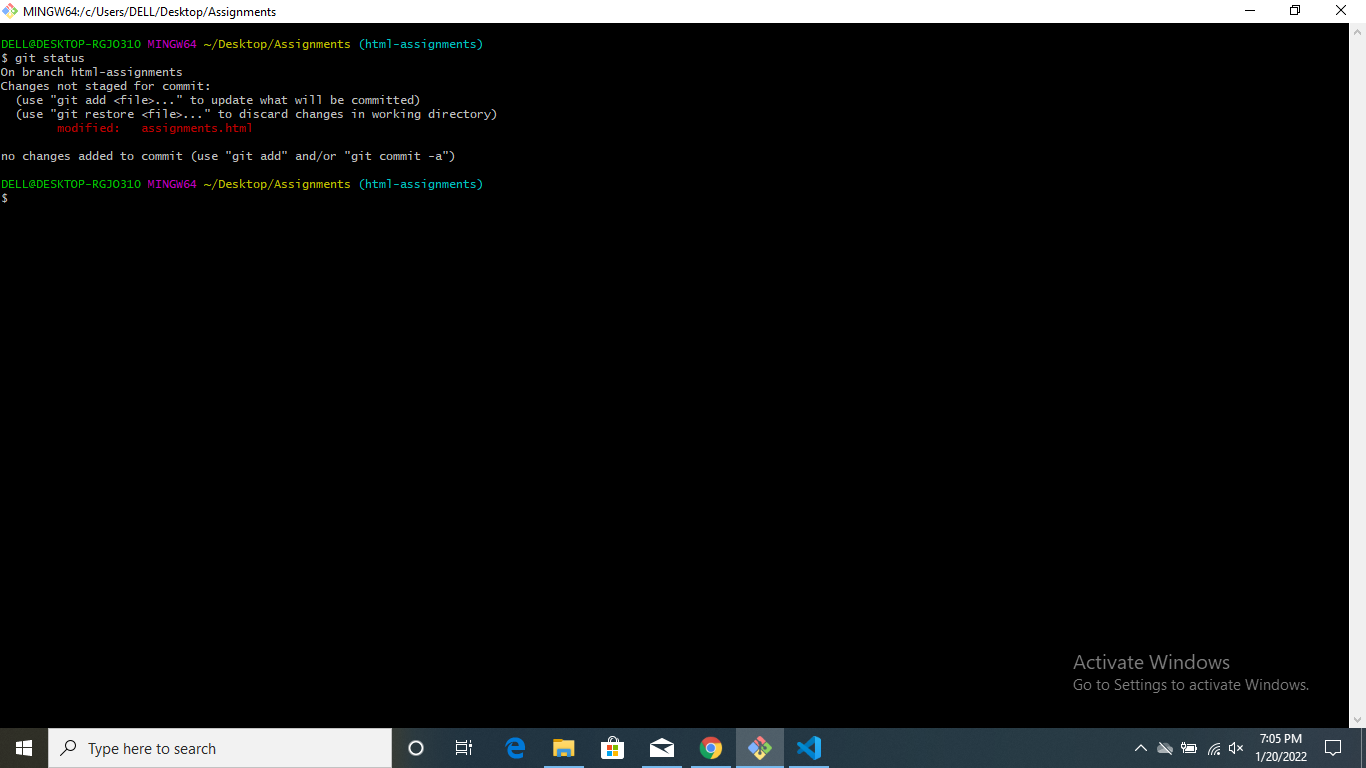 MINGW64:/c/Users/DELL/Desktop/Assignments
DELL@DESKTOP-RGJO31O MINGW64 ~/Desktop/Assignments (html-assignments)
$ git status
On branch html-assignments
Changes not staged for commit:
  (use "git add <file>..." to update what will be committed)
  (use "git restore <file>..." to discard changes in working directory)
        modified:   assignments.html
no changes added to commit (use "git add" and/or "git commit -a")
DELL@DESKTOP-RGJO31O MINGW64 ~/Desktop/Assignments (html-assignments)
$
Activate Windows
Go to Settings to activate Windows.
Type here to search
7:05 PM
1/20/2022